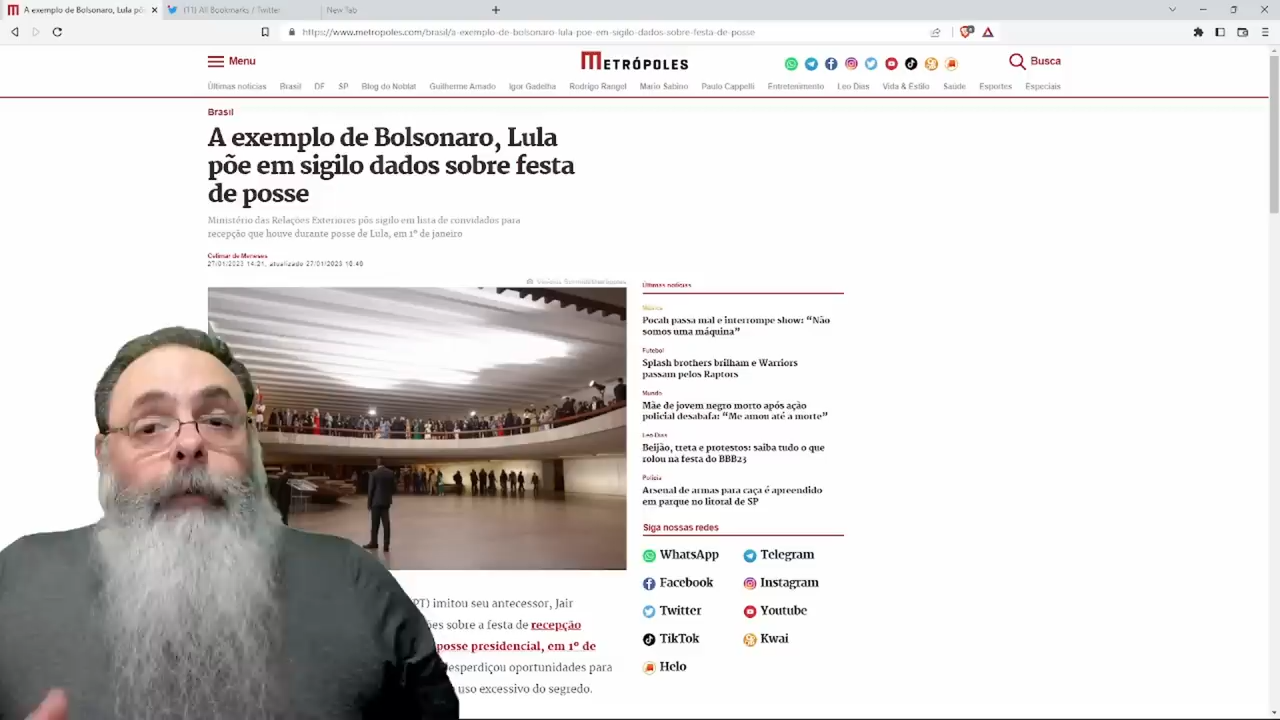 A exemplo de Bolsonaro, Lula põe
(11) All Bookmarks / Twitter
New Tab
https://www.metropoles.com/brasil/a-exemplo-de-bolsonaro-lula-poe-em-sigilo-dados-sobre-festa-de-posse
Menu
METRÓPOLES
Busca
Últimas notícias Brasil DF SP Blog do Noblat Guilherme Amado Igor Gadelha Rodrigo Rangel Mario Sabino Paulo Cappelli Entretenimento Leo Dias Vida & Estilo Saúde Esportes Especiais
Brasil
A exemplo de Bolsonaro, Lula
põe em sigilo dados sobre festa
de posse
Ministério das Relações Exteriores pôs sigilo em lista de convidados para
recepção que houve durante posse de Lula, em 1º de janeiro
27/01/2023 14:21, atualizado 27/01/2023
Últimas notícias
Música
Pocah passa mal e interrompe show: “Não
somos uma máquina”
Futebol
Splash brothers brilham e Warriors
passam pelos Raptors
Mundo
Mãe de jovem negro morto após ação
policial desabafa: “Me amou até a morte”
Leo Dias
Beijão, treta e protestos: saiba tudo o que
rolou na festa do BBB23
Polícia
Arsenal de armas para caça é apreendido
em parque no litoral de SP
Siga nossas redes
WhatsApp Telegram
Facebook Instagram
Twitter Youtube
TikTok Kwai
Helo
PT) imitou seu antecessor, Jair
ões sobre a festa de recepção
posse presidencial, em 1º de
esperdiçou oportunidades para
uso excessivo do segredo.